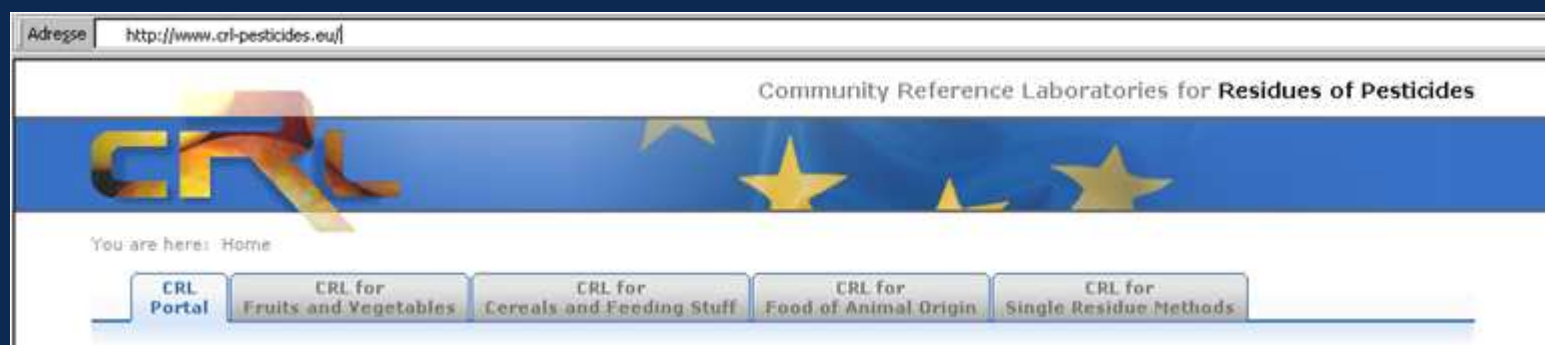 Adresse http://www.crl-pesticides.eu/
Community Reference Laboratories for Residues of Pesticides
CRL
You are here: Home
CRL Portal
CRL for Fruits and Vegetables
CRL for Cereals and Feeding Stuff
CRL for Food of Animal Origin
CRL for Single Residue Methods